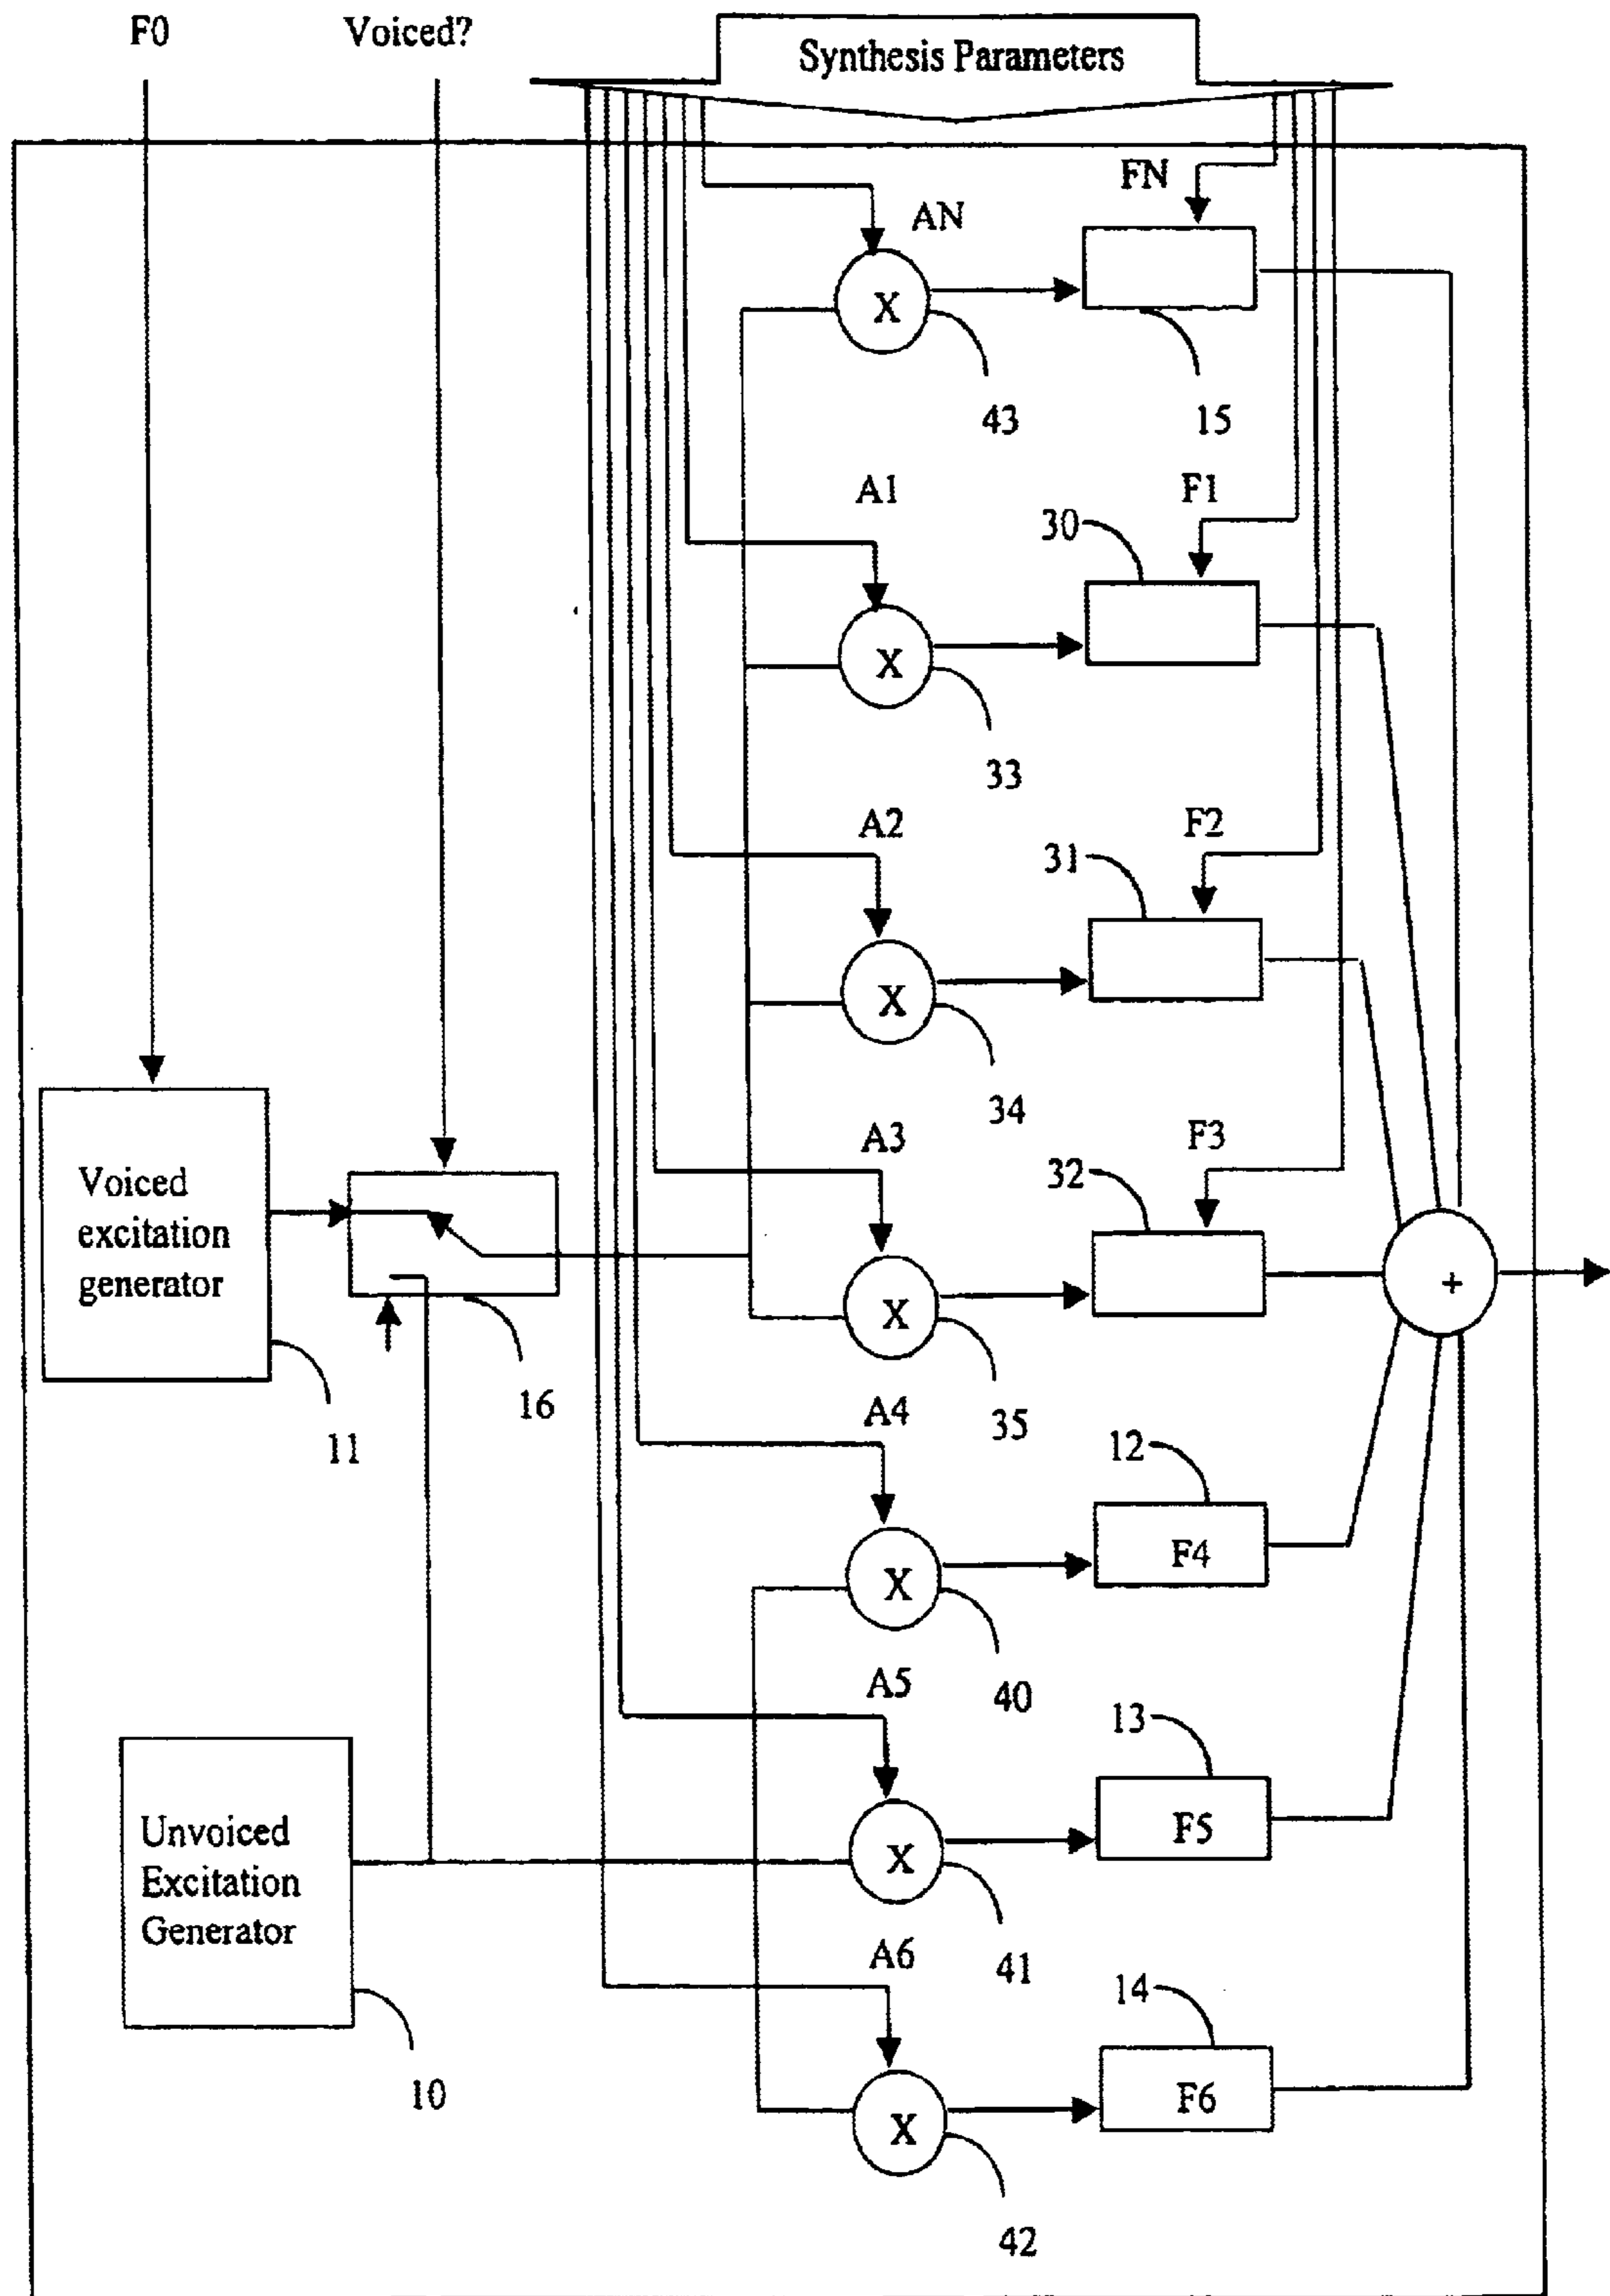 F0
Voiced?
Synthesis Parameters
FN
AN
X
43
15
A1
F1
30
X
33
A2
F2
31
X
34
A3
F3
32
Voiced
excitation
generator
X
+
16
35
11
A4
12
X
F4
40
A5
13
Unvoiced
Excitation
Generator
X
F5
41
A6
14
10
X
F6
42